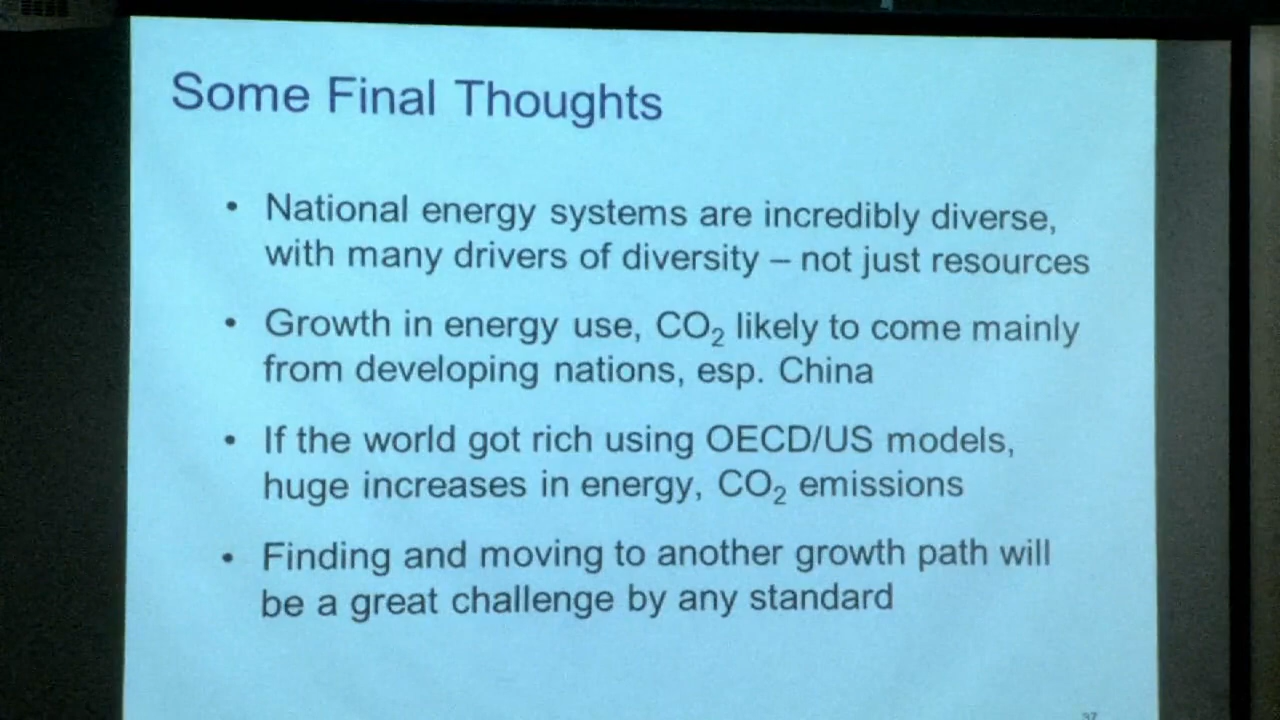 Some Final Thoughts
• National energy systems are incredibly diverse,
with many drivers of diversity – not just resources
• Growth in energy use, CO₂ likely to come mainly
from developing nations, esp. China
• If the world got rich using OECD/US models,
huge increases in energy, CO₂ emissions
• Finding and moving to another growth path will
be a great challenge by any standard